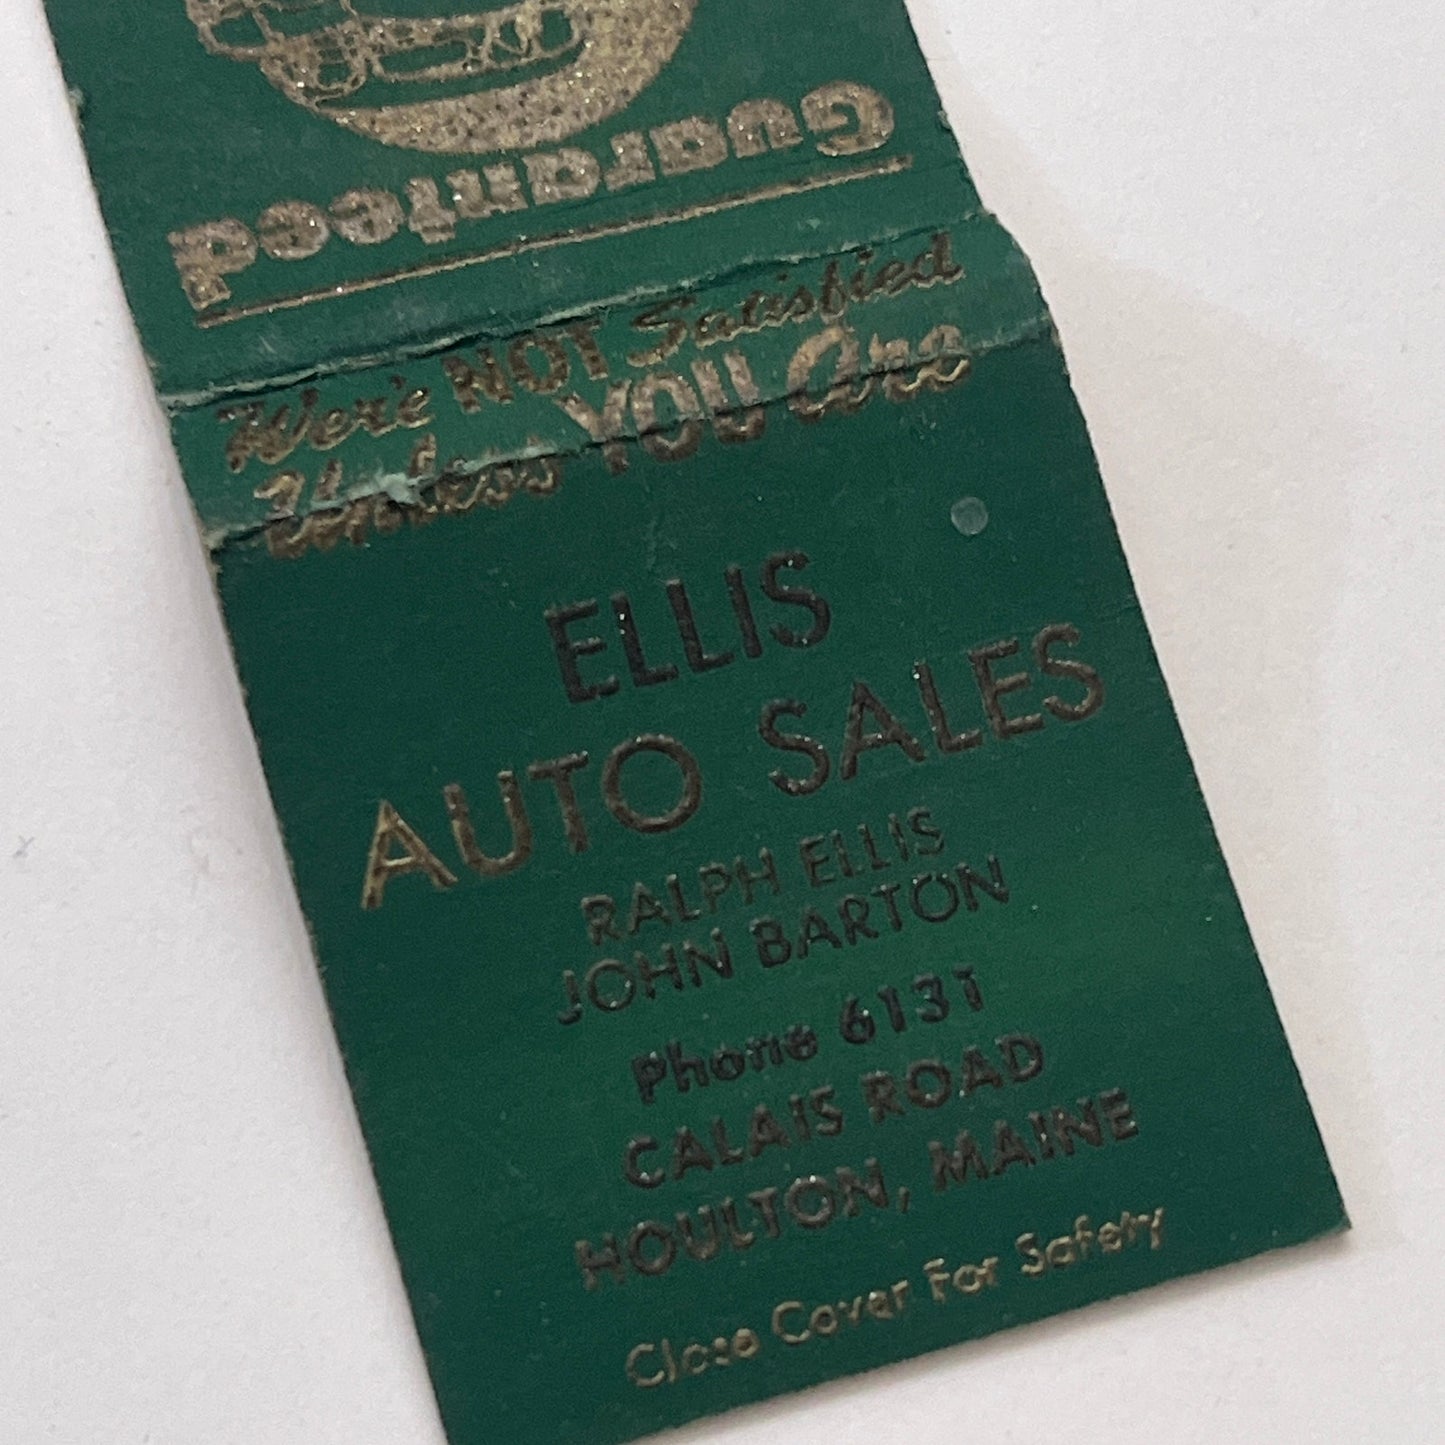 Guaranteed
We're NOT Satisfied
Unless YOU Are
ELLIS
AUTO SALES
RALPH ELLIS
JOHN BARTON
Phone 6131
CALAIS ROAD
HOULTON, MAINE
Close Cover For Safety